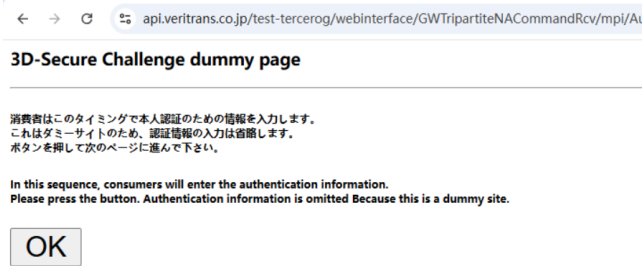 api.veritrans.co.jp/test-tercerog/webinterface/GWTripartiteNACommandRcv/mpi/Au
3D-Secure Challenge dummy page
消費者はこのタイミングで本人認証のための情報を入力します。
これはダミーサイトのため、認証情報の入力は省略します。
ボタンを押して次のページに進んで下さい。
In this sequence, consumers will enter the authentication information.
Please press the button. Authentication information is omitted Because this is a dummy site.
OK